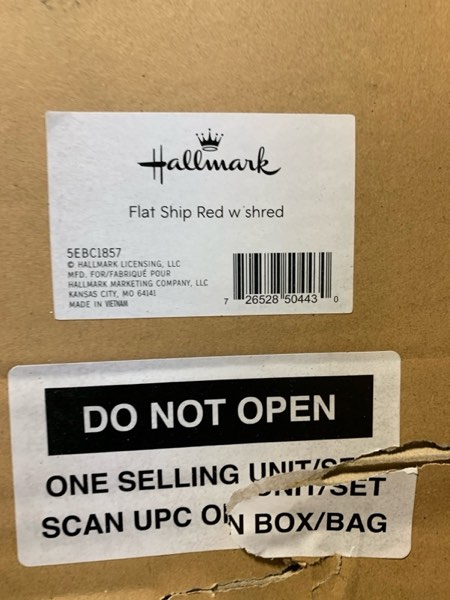 Hallmark
Flat Ship Red w shred
5EBC1857
© HALLMARK LICENSING, LLC
MFD. FOR/FABRIQUÉ POUR
HALLMARK MARKETING COMPANY, LLC
KANSAS CITY, MO 64141
MADE IN VIETNAM
7 26528 50443 0
DO NOT OPEN
ONE SELLING UNIT/SET
SCAN UPC ON BOX/BAG